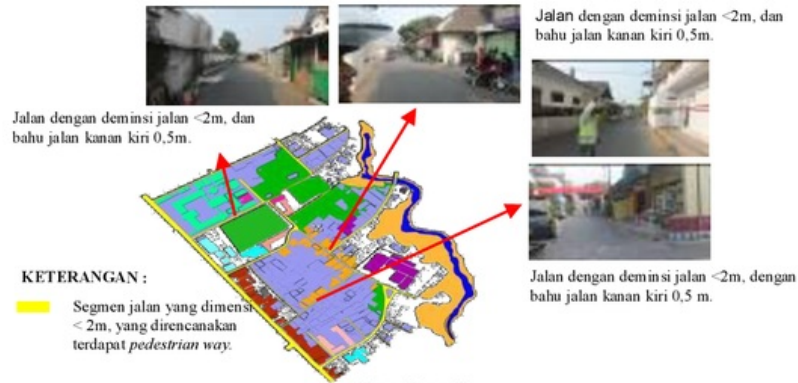 Jalan dengan deminsi jalan <2m, dan
bahu jalan kanan kiri 0,5m.
Jalan dengan deminsi jalan <2m, dan
bahu jalan kanan kiri 0,5m.
Jalan dengan deminsi jalan <2m, dengan
bahu jalan kanan kiri 0,5 m.
KETERANGAN :
Segmen jalan yang dimensi
< 2m, yang direncanakan
terdapat pedestrian way.